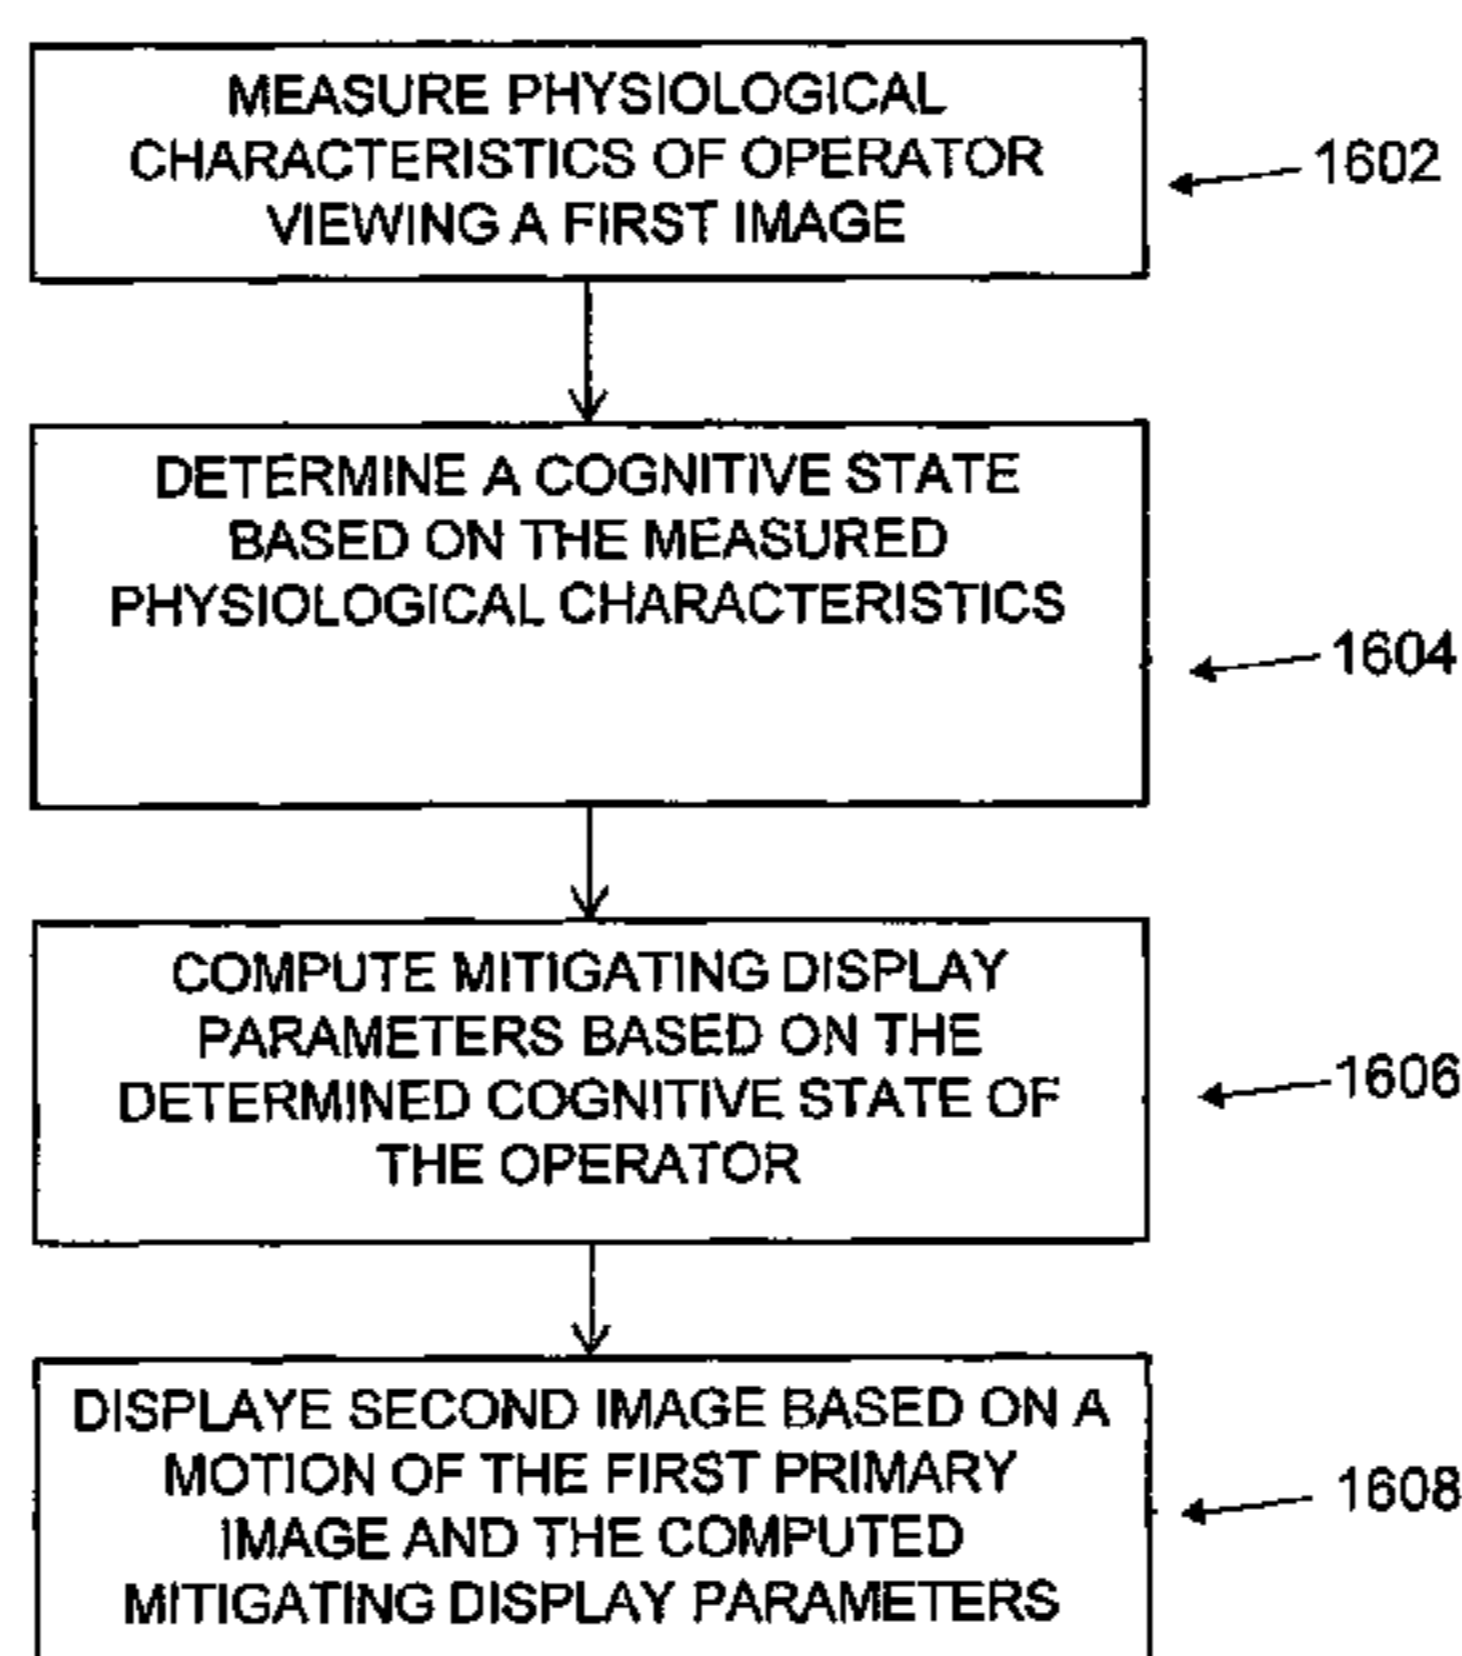 MEASURE PHYSIOLOGICAL
CHARACTERISTICS OF OPERATOR
VIEWING A FIRST IMAGE
1602
DETERMINE A COGNITIVE STATE
BASED ON THE MEASURED
PHYSIOLOGICAL CHARACTERISTICS
1604
COMPUTE MITIGATING DISPLAY
PARAMETERS BASED ON THE
DETERMINED COGNITIVE STATE OF
THE OPERATOR
1606
DISPLAYE SECOND IMAGE BASED ON A
MOTION OF THE FIRST PRIMARY
IMAGE AND THE COMPUTED
MITIGATING DISPLAY PARAMETERS
1608